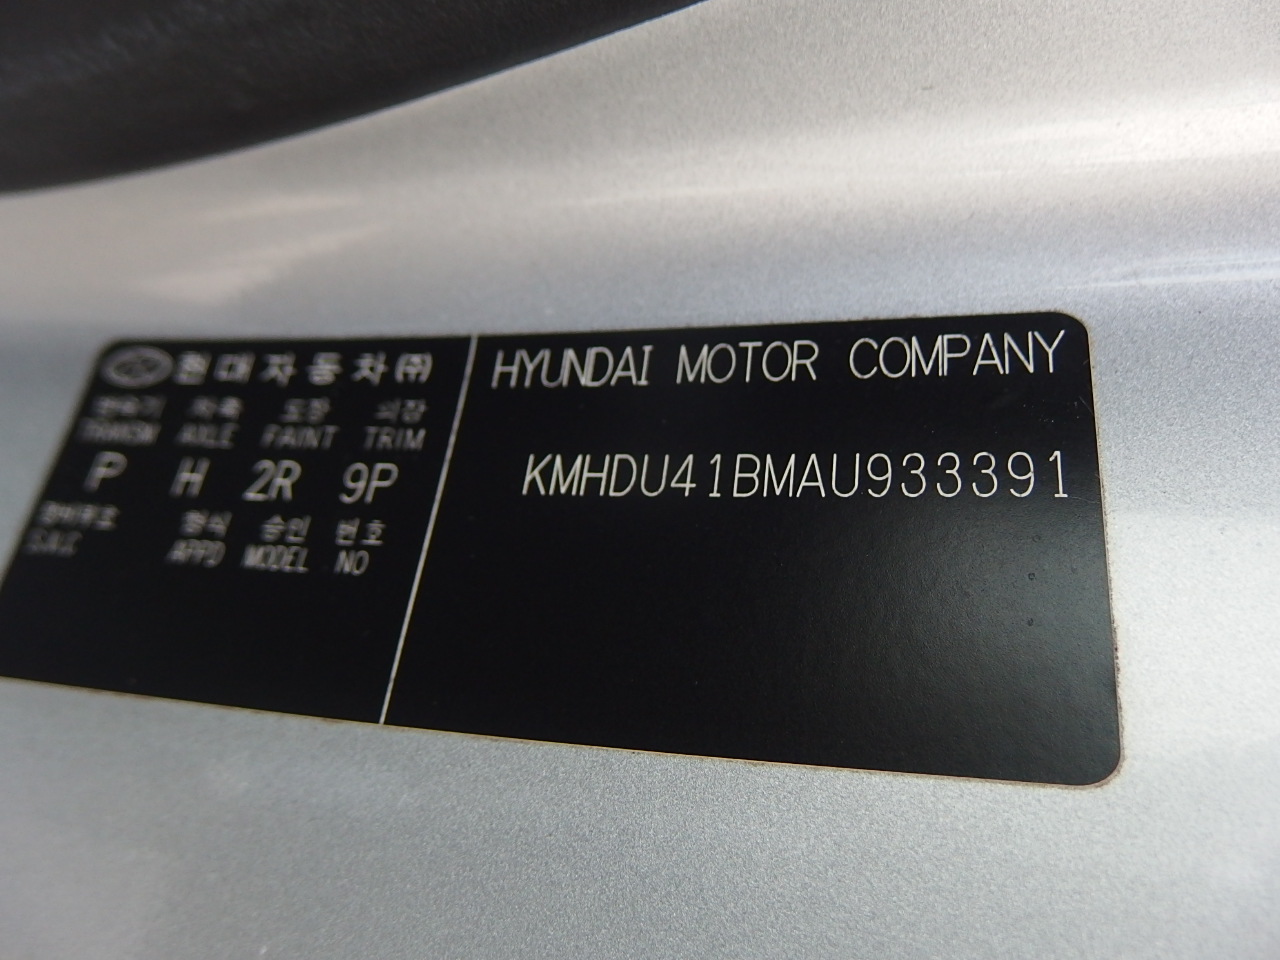 현대자동차(주)
변속기 차축 도장 의장
TRANSM AXLE PAINT TRIM
P H 2R 9P
형식 승인 번호
APPD MODEL NO
HYUNDAI MOTOR COMPANY
KMHDU41BMAU933391